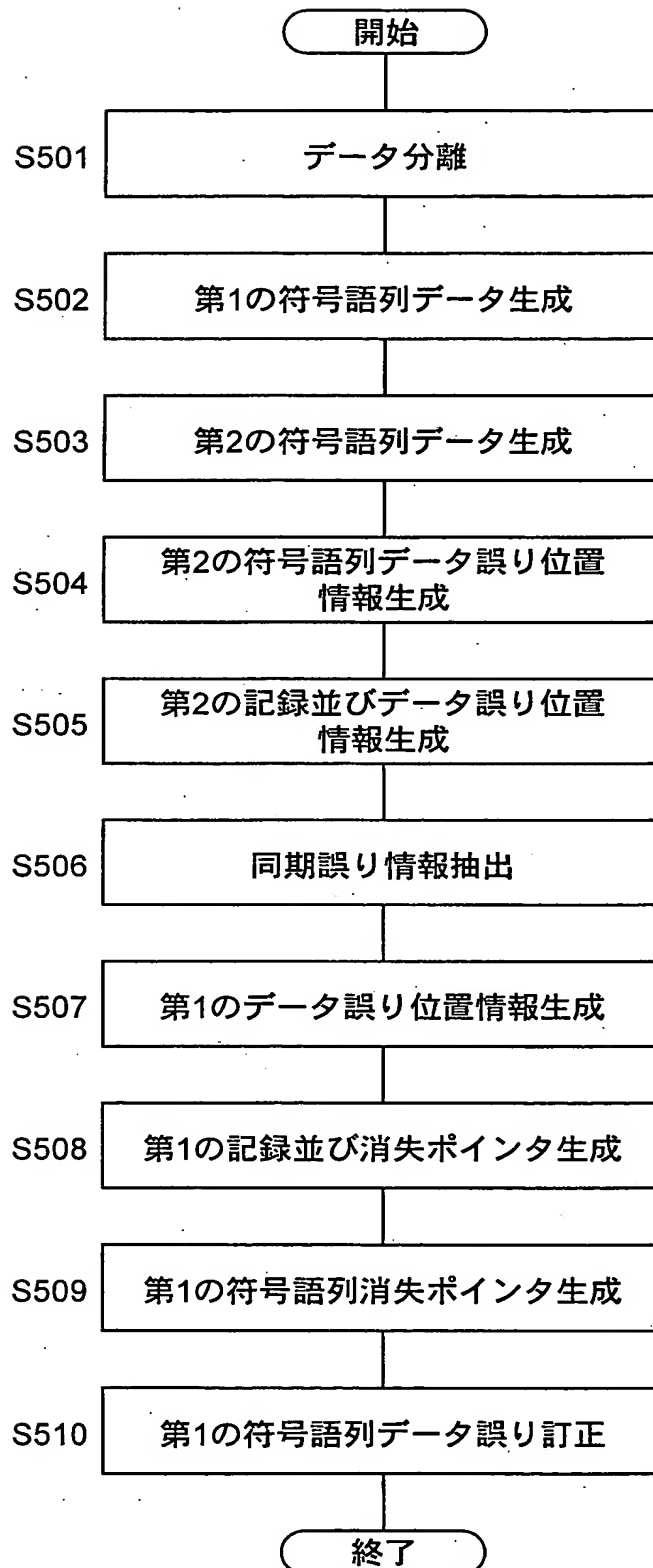 開始
S501 データ分離
S502 第1の符号語列データ生成
S503 第2の符号語列データ生成
S504 第2の符号語列データ誤り位置
情報生成
S505 第2の記録並びデータ誤り位置
情報生成
S506 同期誤り情報抽出
S507 第1のデータ誤り位置情報生成
S508 第1の記録並び消失ポインタ生成
S509 第1の符号語列消失ポインタ生成
S510 第1の符号語列データ誤り訂正
終了